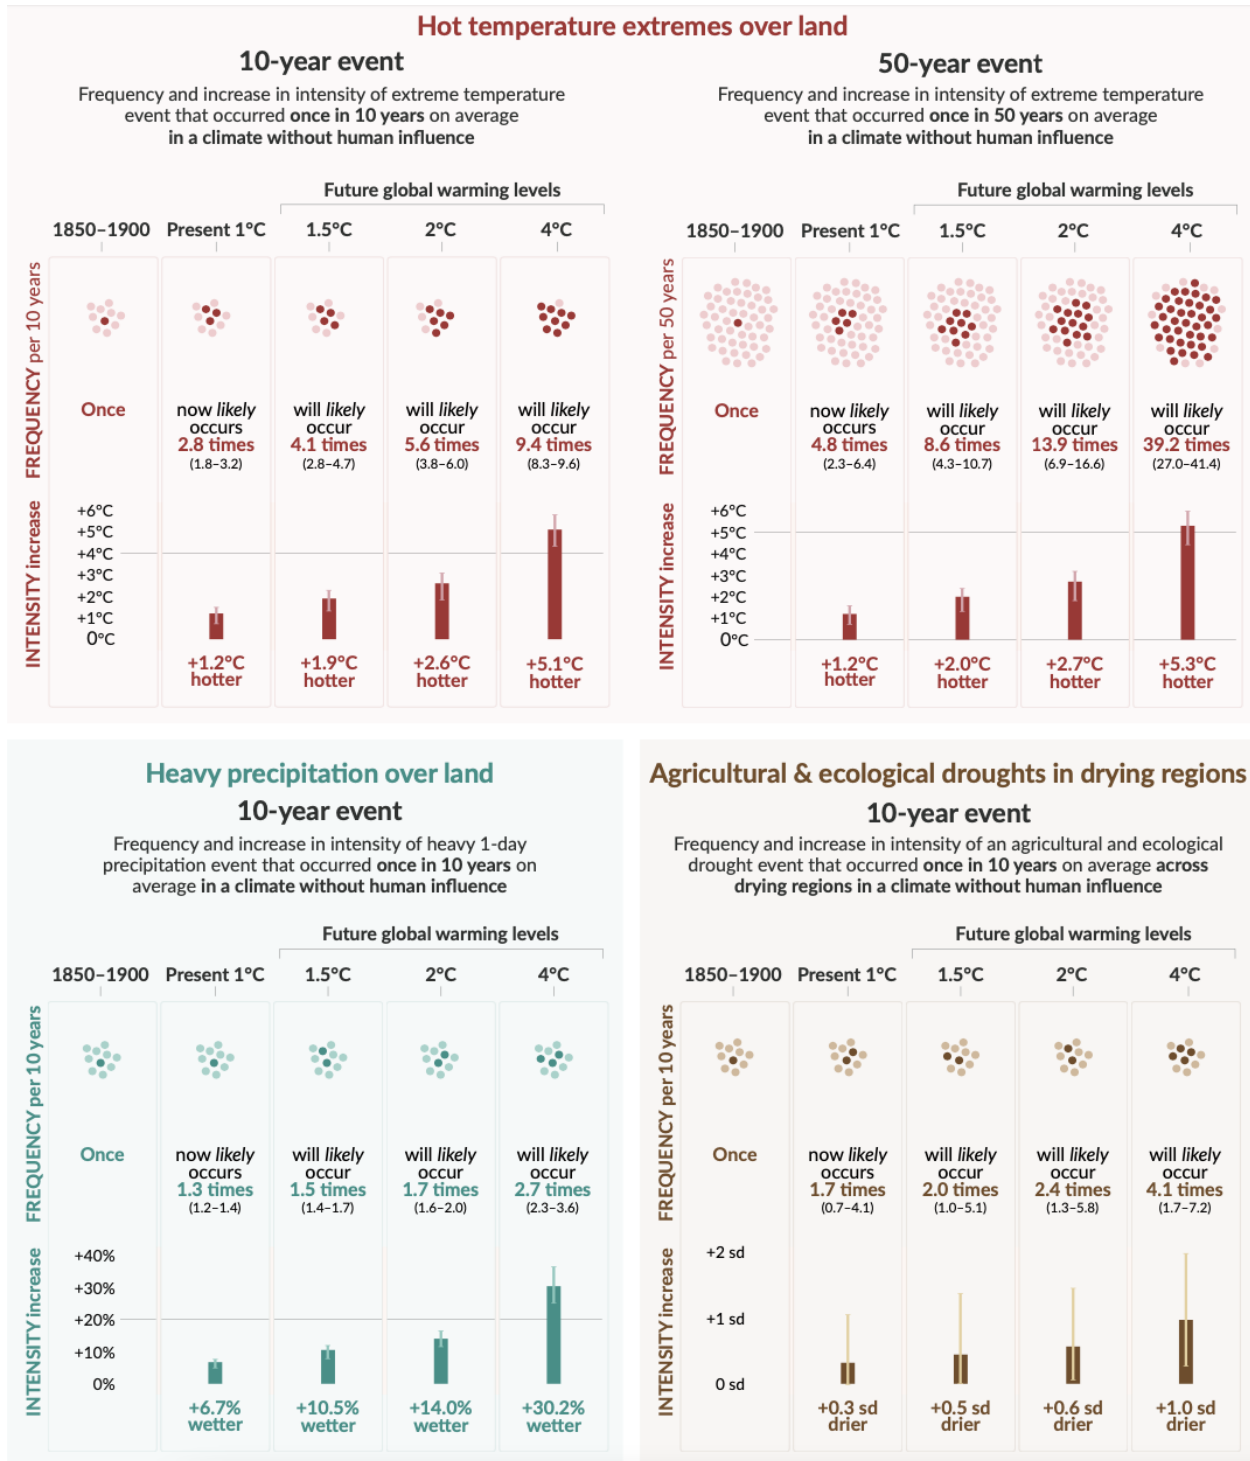 Hot temperature extremes over land
10-year event
Frequency and increase in intensity of extreme temperature
event that occurred once in 10 years on average
in a climate without human influence
Future global warming levels
1850–1900 Present 1°C 1.5°C 2°C 4°C
FREQUENCY per 10 years
Once
now likely occurs 2.8 times (1.8–3.2)
will likely occur 4.1 times (2.8–4.7)
will likely occur 5.6 times (3.8–6.0)
will likely occur 9.4 times (8.3–9.6)
INTENSITY increase
+6°C
+5°C
+4°C
+3°C
+2°C
+1°C
0°C
+1.2°C hotter
+1.9°C hotter
+2.6°C hotter
+5.1°C hotter
50-year event
Frequency and increase in intensity of extreme temperature
event that occurred once in 50 years on average
in a climate without human influence
Future global warming levels
1850–1900 Present 1°C 1.5°C 2°C 4°C
FREQUENCY per 50 years
Once
now likely occurs 4.8 times (2.3–6.4)
will likely occur 8.6 times (4.3–10.7)
will likely occur 13.9 times (6.9–16.6)
will likely occur 39.2 times (27.0–41.4)
INTENSITY increase
+6°C
+5°C
+4°C
+3°C
+2°C
+1°C
0°C
+1.2°C hotter
+2.0°C hotter
+2.7°C hotter
+5.3°C hotter
Heavy precipitation over land
10-year event
Frequency and increase in intensity of heavy 1-day
precipitation event that occurred once in 10 years on
average in a climate without human influence
Future global warming levels
1850–1900 Present 1°C 1.5°C 2°C 4°C
FREQUENCY per 10 years
Once
now likely occurs 1.3 times (1.2–1.4)
will likely occur 1.5 times (1.4–1.7)
will likely occur 1.7 times (1.6–2.0)
will likely occur 2.7 times (2.3–3.6)
INTENSITY increase
+40%
+30%
+20%
+10%
0%
+6.7% wetter
+10.5% wetter
+14.0% wetter
+30.2% wetter
Agricultural & ecological droughts in drying regions
10-year event
Frequency and increase in intensity of an agricultural and ecological
drought event that occurred once in 10 years on average across
drying regions in a climate without human influence
Future global warming levels
1850–1900 Present 1°C 1.5°C 2°C 4°C
FREQUENCY per 10 years
Once
now likely occurs 1.7 times (0.7–4.1)
will likely occur 2.0 times (1.0–5.1)
will likely occur 2.4 times (1.3–5.8)
will likely occur 4.1 times (1.7–7.2)
INTENSITY increase
+2 sd
+1 sd
0 sd
+0.3 sd drier
+0.5 sd drier
+0.6 sd drier
+1.0 sd drier